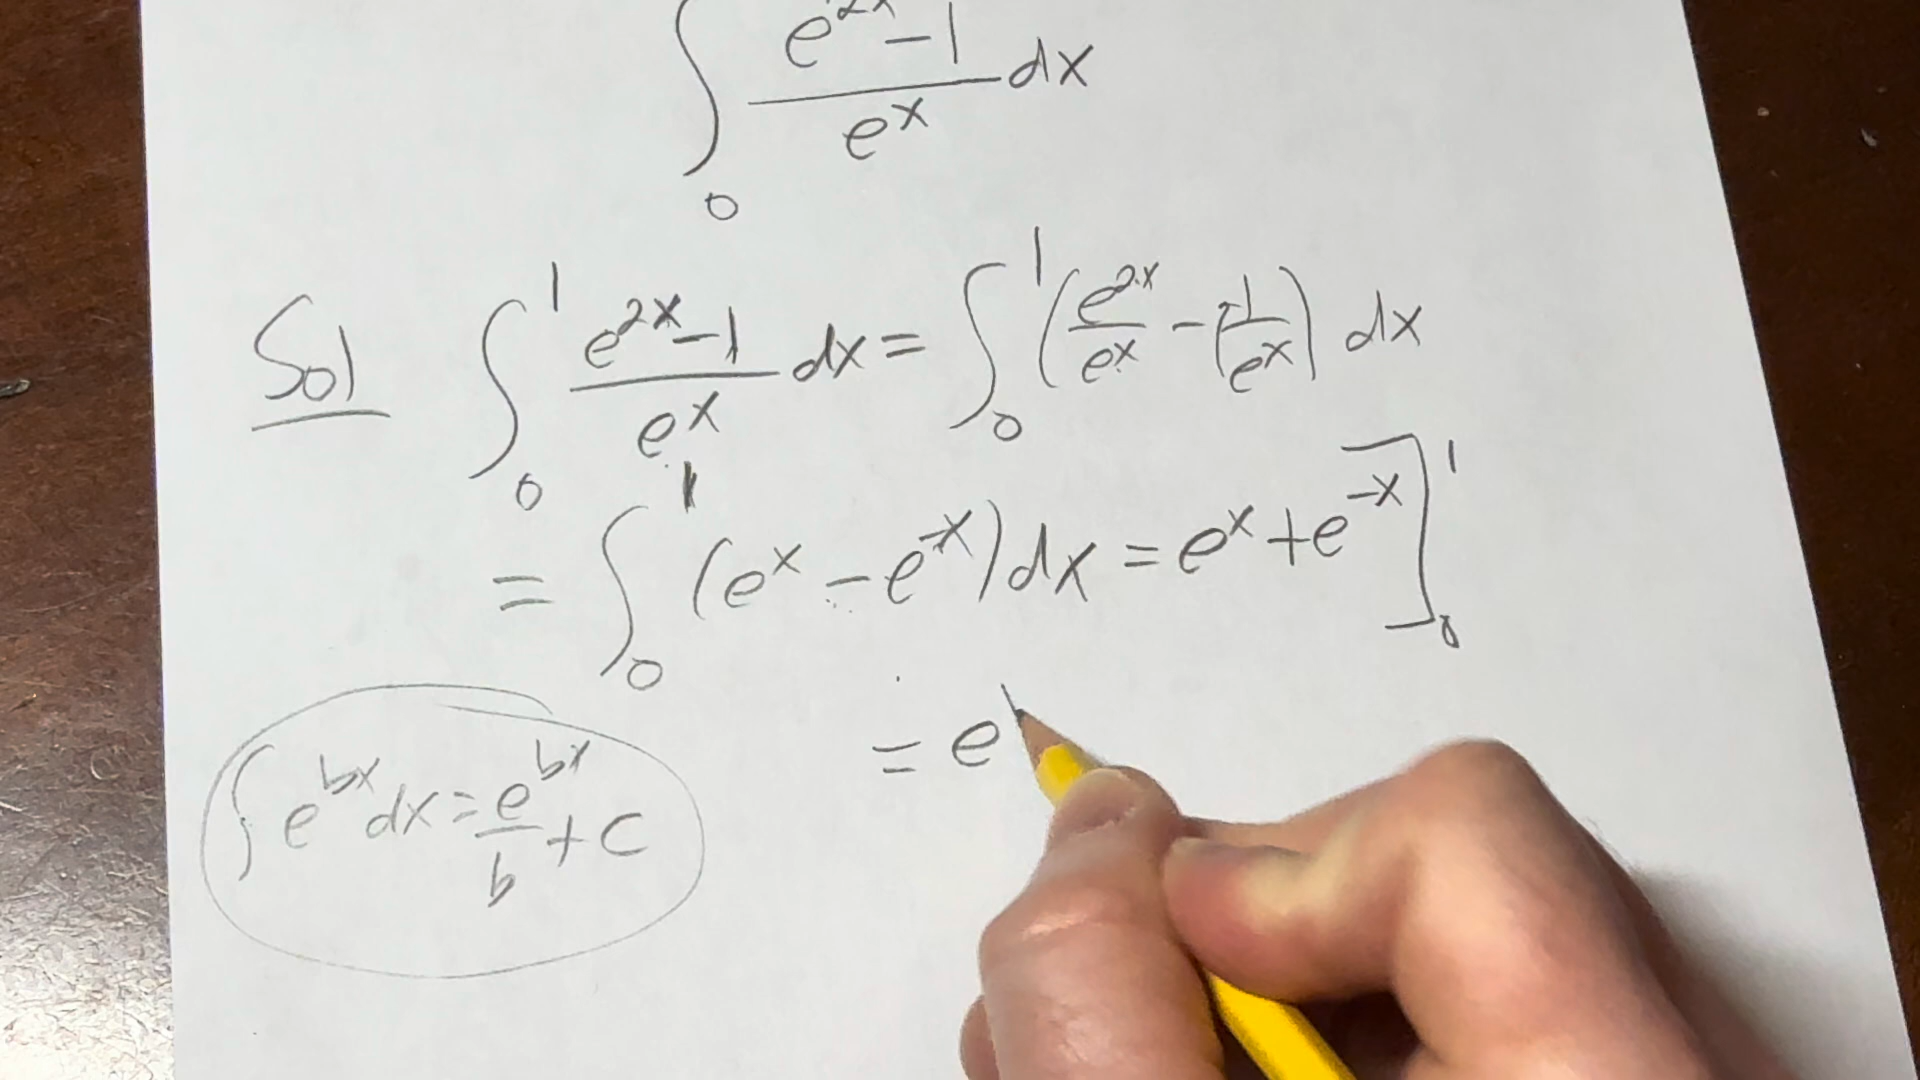 ∫₀ (e^{2x} − 1)/e^x dx
Sol ∫₀¹ (e^{2x} − 1)/e^x dx = ∫₀¹ (e^{2x}/e^x − 1/e^x) dx
= ∫₀¹ (e^x − e^{−x}) dx = e^x + e^{−x}]₀¹
= e
∫ e^{bx} dx = e^{bx}/b + C